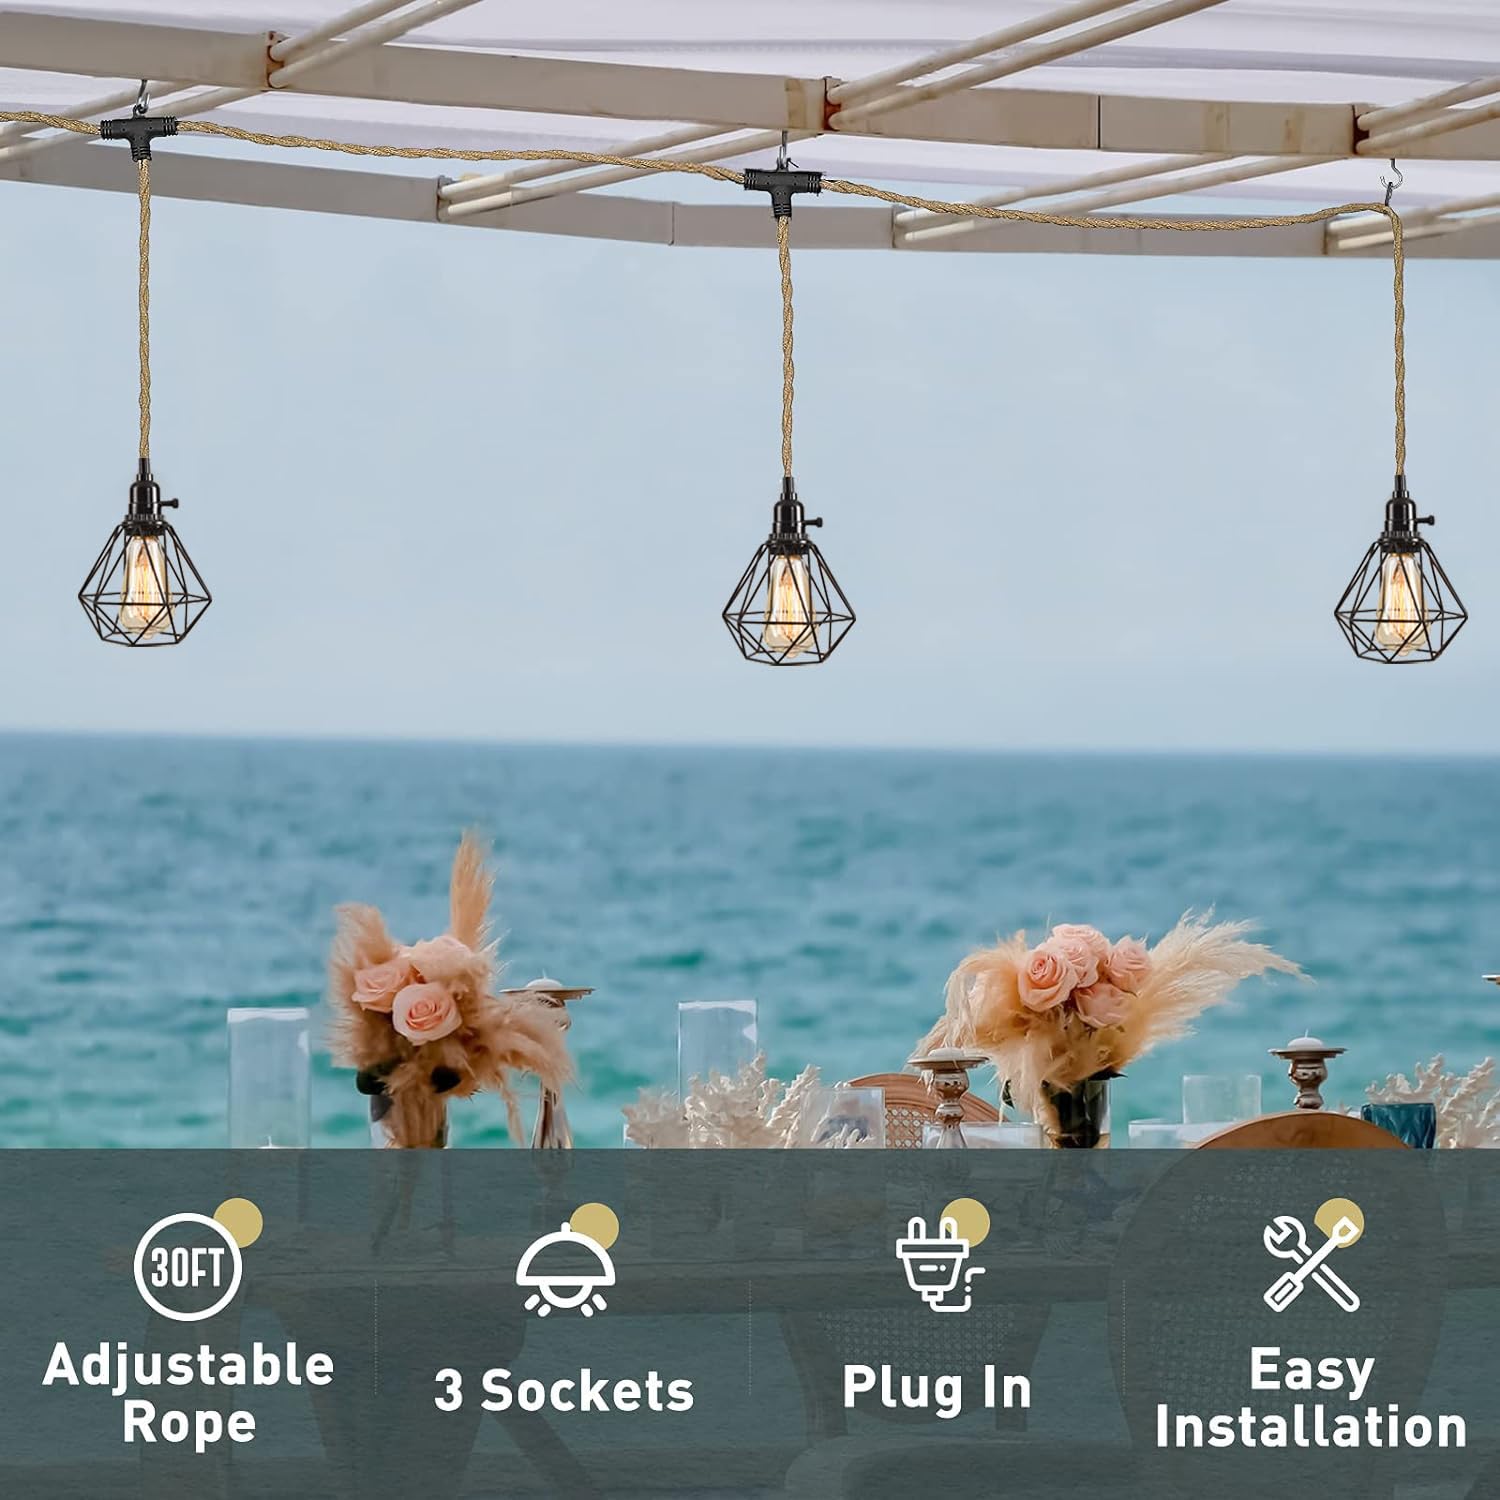 30FT
Adjustable
Rope
3 Sockets
Plug In
Easy
Installation